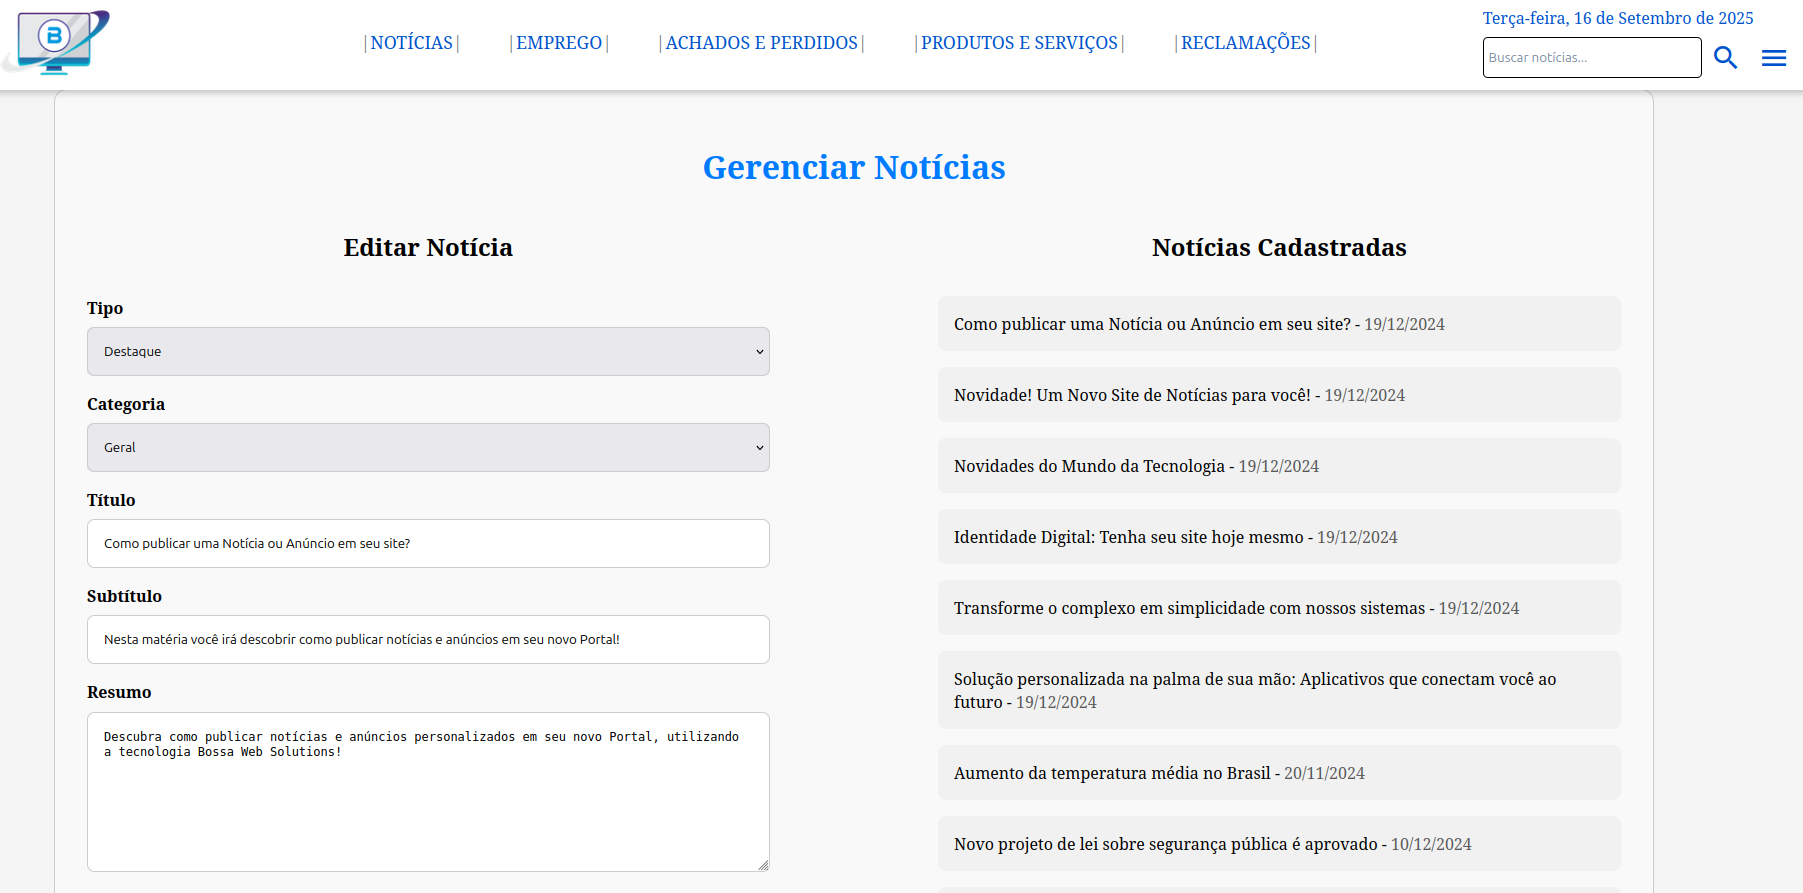 B
Terça-feira, 16 de Setembro de 2025
|NOTÍCIAS| |EMPREGO| |ACHADOS E PERDIDOS| |PRODUTOS E SERVIÇOS| |RECLAMAÇÕES|
Buscar notícias...
Gerenciar Notícias
Editar Notícia
Tipo
Destaque
Categoria
Geral
Título
Como publicar uma Notícia ou Anúncio em seu site?
Subtítulo
Nesta matéria você irá descobrir como publicar notícias e anúncios em seu novo Portal!
Resumo
Descubra como publicar notícias e anúncios personalizados em seu novo Portal, utilizando
a tecnologia Bossa Web Solutions!
Notícias Cadastradas
Como publicar uma Notícia ou Anúncio em seu site? - 19/12/2024
Novidade! Um Novo Site de Notícias para você! - 19/12/2024
Novidades do Mundo da Tecnologia - 19/12/2024
Identidade Digital: Tenha seu site hoje mesmo - 19/12/2024
Transforme o complexo em simplicidade com nossos sistemas - 19/12/2024
Solução personalizada na palma de sua mão: Aplicativos que conectam você ao
futuro - 19/12/2024
Aumento da temperatura média no Brasil - 20/11/2024
Novo projeto de lei sobre segurança pública é aprovado - 10/12/2024